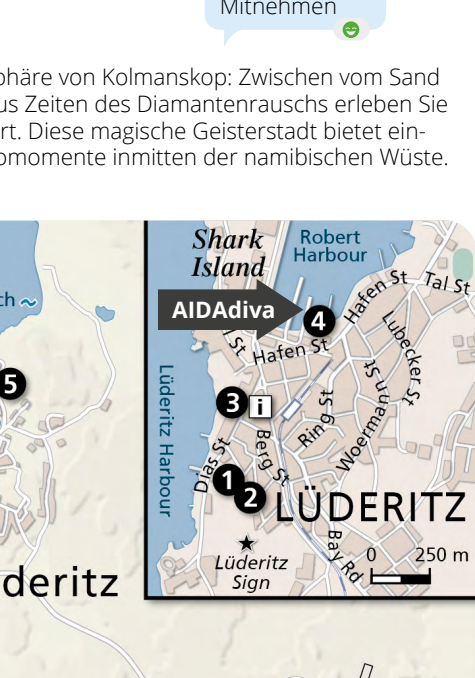 Mitnehmen
phäre von Kolmanskop: Zwischen vom Sand
us Zeiten des Diamantenrauschs erleben Sie
rt. Diese magische Geisterstadt bietet ein-
omomente inmitten der namibischen Wüste.
Shark
Island
Robert
Harbour
AIDAdiva
4
Hafen St
Tal St
Lubecker St
ch
l St
Hafen St
5
Lüderitz Harbour
3
i
Ring St
Woermann St
Dias St
Berg St
1
2
LÜDERITZ
Bay Rd
Lüderitz
Sign
0 250 m
deritz